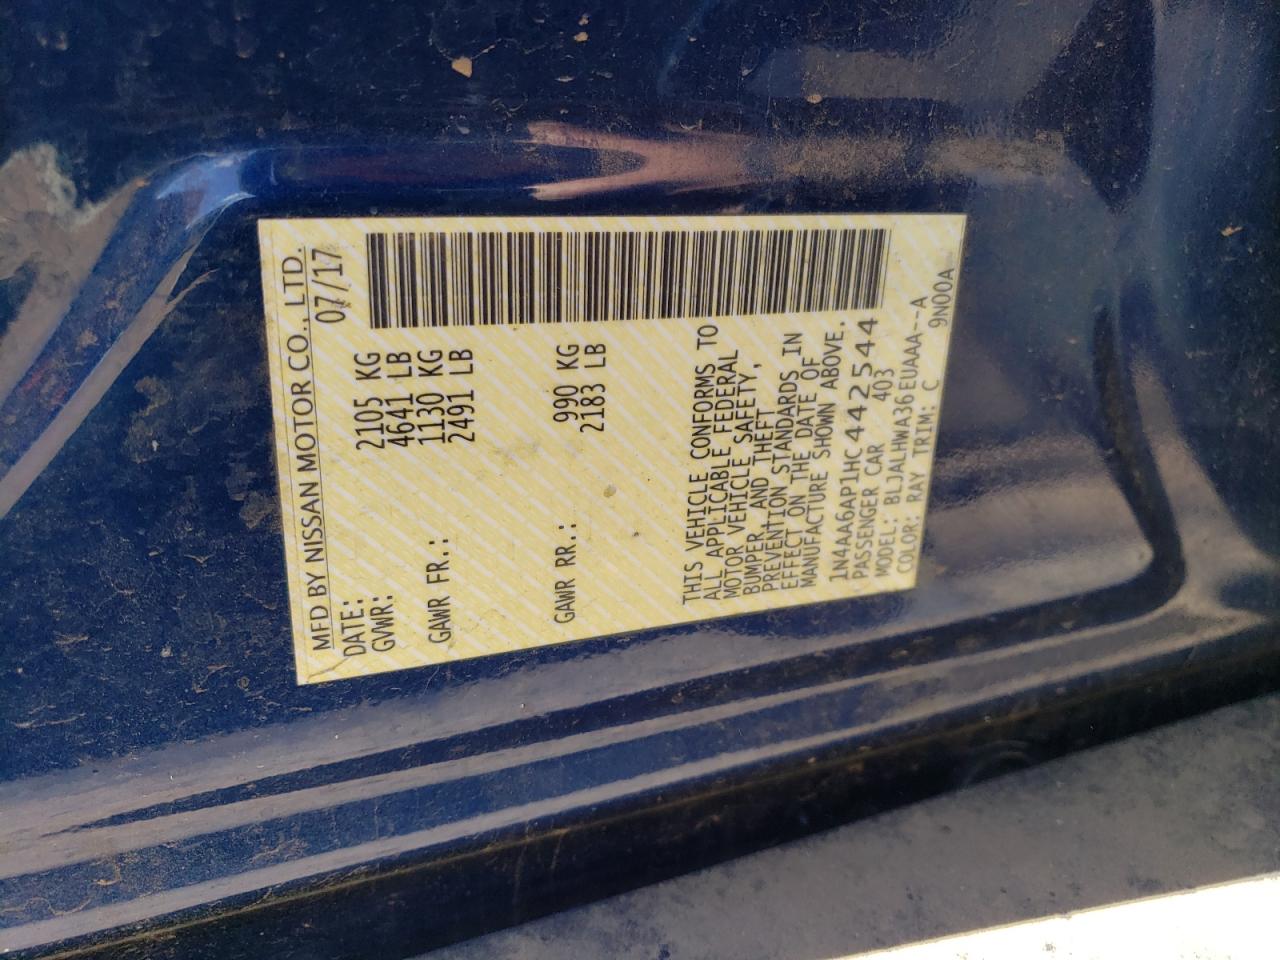 MFD BY NISSAN MOTOR CO., LTD.
DATE: 07/17
GVWR: 2105 KG
4641 LB
GAWR FR.: 1130 KG
2491 LB
GAWR RR.: 990 KG
2183 LB
THIS VEHICLE CONFORMS TO
ALL APPLICABLE FEDERAL
MOTOR VEHICLE SAFETY,
BUMPER, AND THEFT
PREVENTION STANDARDS IN
EFFECT ON THE DATE OF
MANUFACTURE SHOWN ABOVE.
1N4AA6AP1HC442544
PASSENGER CAR 403
MODEL: BLJALHWA36EUAAA--A
COLOR: RAY TRIM: C 9N00A